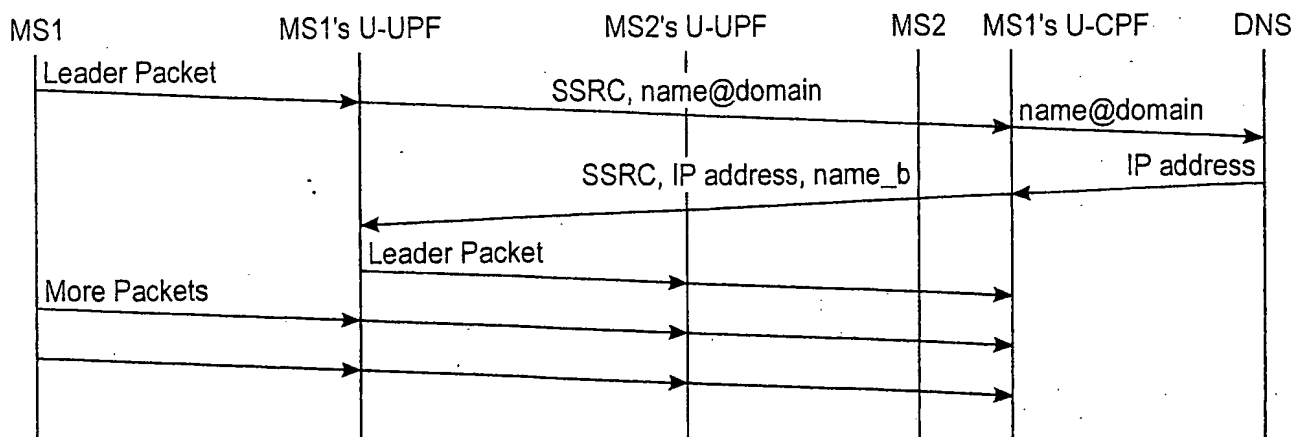 MS1 MS1's U-UPF MS2's U-UPF MS2 MS1's U-CPF DNS
Leader Packet
SSRC, name@domain
name@domain
IP address
SSRC, IP address, name_b
Leader Packet
More Packets